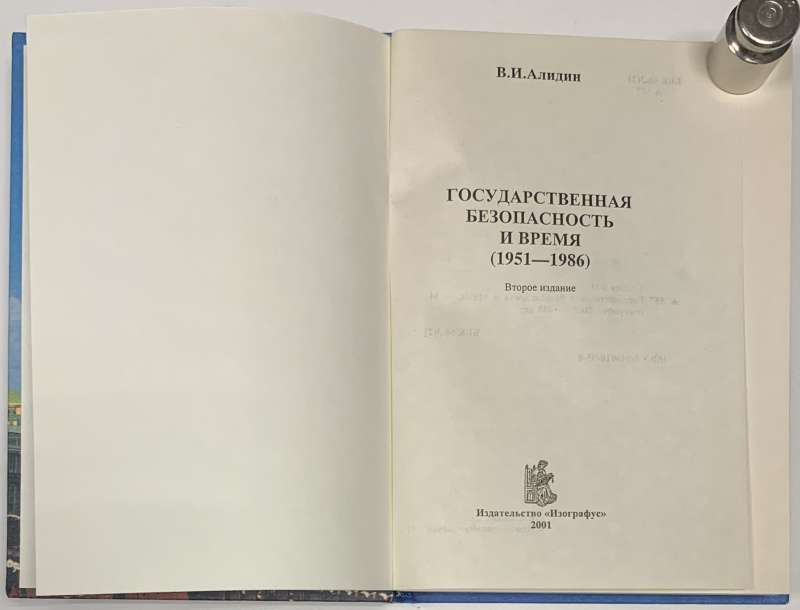 В.И.Алидин
ГОСУДАРСТВЕННАЯ
БЕЗОПАСНОСТЬ
И ВРЕМЯ
(1951—1986)
Второе издание
Издательство «Изографус»
2001